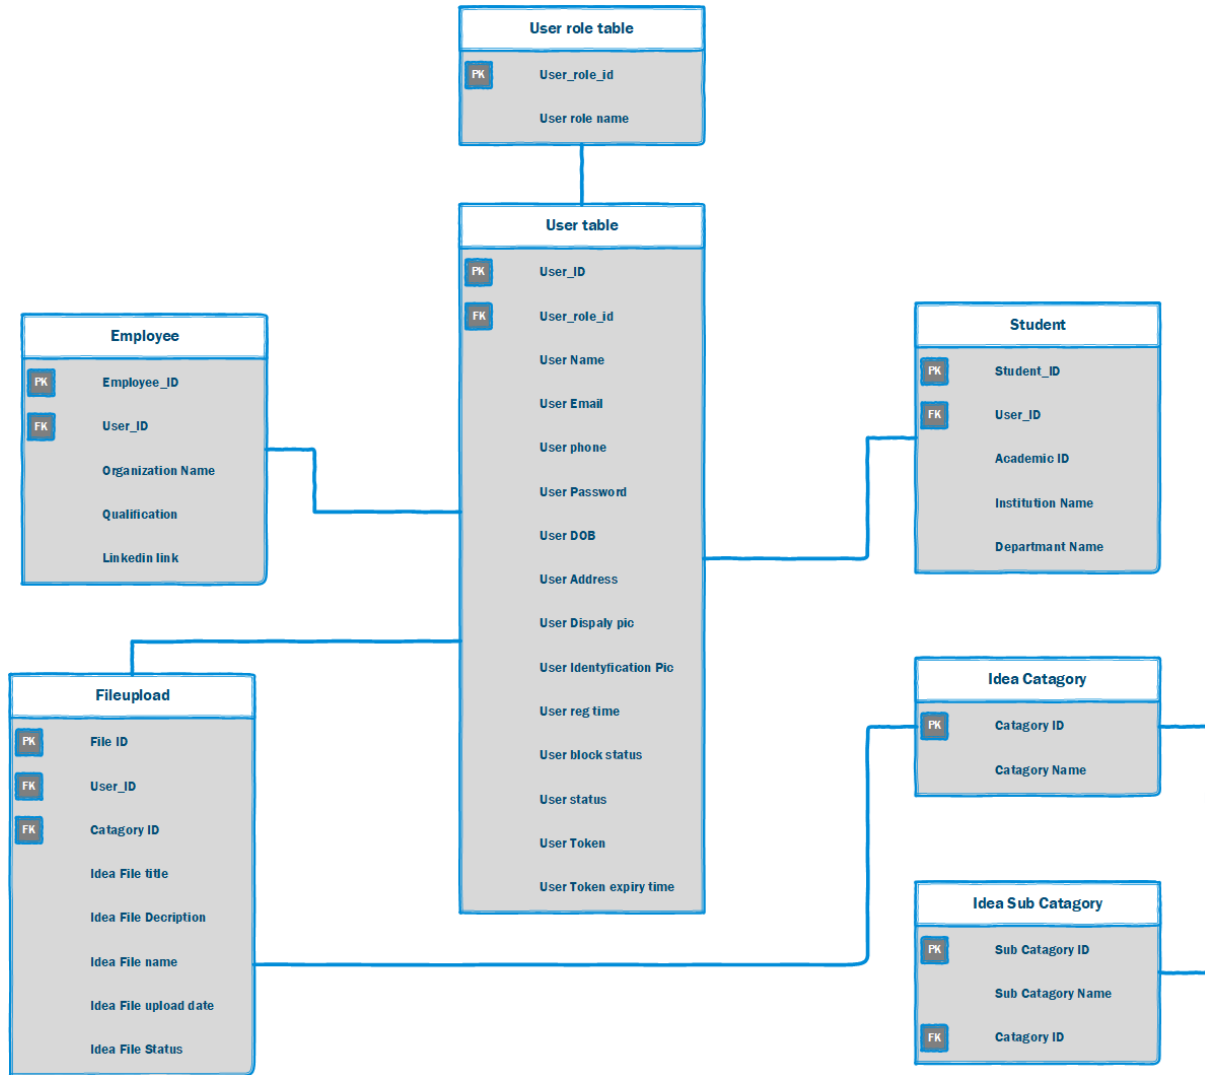 User role table
PK User_role_id
User role name
User table
PK User_ID
FK User_role_id
User Name
User Email
User phone
User Password
User DOB
User Address
User Dispaly pic
User Identyfication Pic
User reg time
User block status
User status
User Token
User Token expiry time
Employee
PK Employee_ID
FK User_ID
Organization Name
Qualification
Linkedin link
Student
PK Student_ID
FK User_ID
Academic ID
Institution Name
Departmant Name
Fileupload
PK File ID
FK User_ID
FK Catagory ID
Idea File title
Idea File Decription
Idea File name
Idea File upload date
Idea File Status
Idea Catagory
PK Catagory ID
Catagory Name
Idea Sub Catagory
PK Sub Catagory ID
Sub Catagory Name
FK Catagory ID